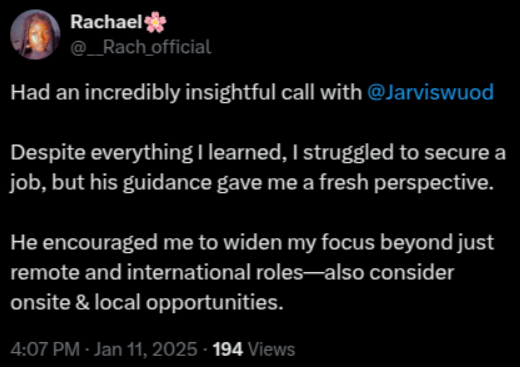 Rachael🌸
@__Rach_official
Had an incredibly insightful call with @Jarviswuod
Despite everything I learned, I struggled to secure a
job, but his guidance gave me a fresh perspective.
He encouraged me to widen my focus beyond just
remote and international roles—also consider
onsite & local opportunities.
4:07 PM · Jan 11, 2025 · 194 Views